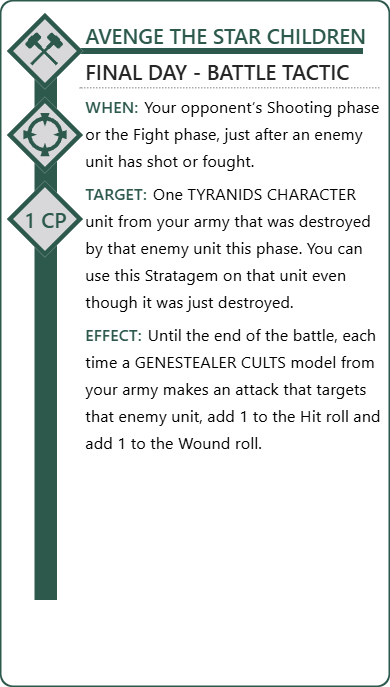 AVENGE THE STAR CHILDREN
FINAL DAY - BATTLE TACTIC
WHEN: Your opponent's Shooting phase
or the Fight phase, just after an enemy
unit has shot or fought.
1 CP
TARGET: One TYRANIDS CHARACTER
unit from your army that was destroyed
by that enemy unit this phase. You can
use this Stratagem on that unit even
though it was just destroyed.
EFFECT: Until the end of the battle, each
time a GENESTEALER CULTS model from
your army makes an attack that targets
that enemy unit, add 1 to the Hit roll and
add 1 to the Wound roll.